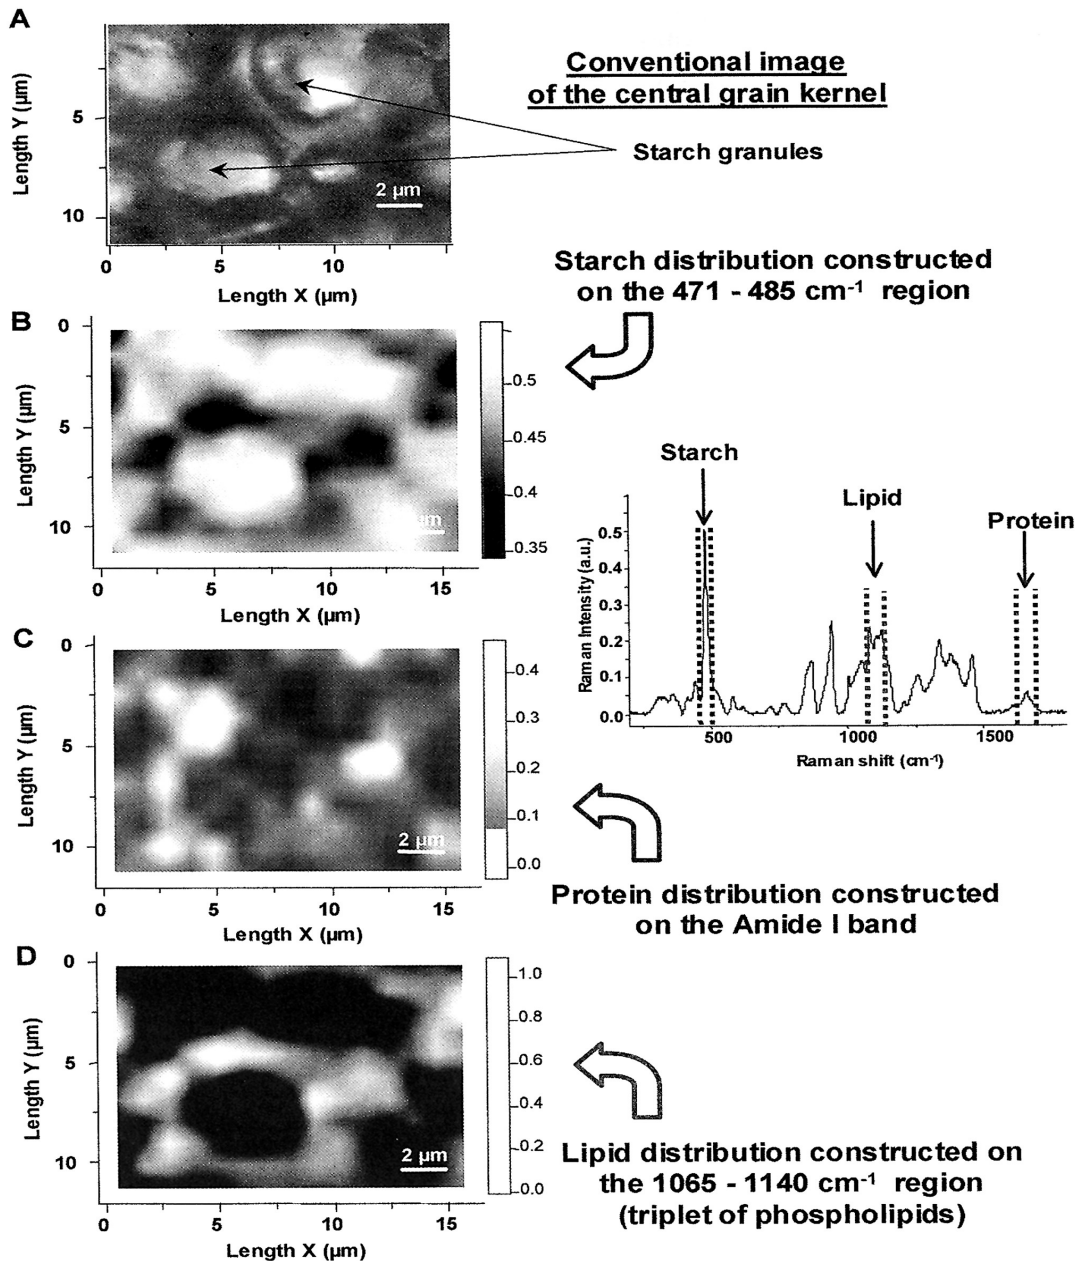 A
Conventional image
of the central grain kernel
Starch granules
2 µm
Length Y (µm)
5
10
0
5
10
Length X (µm)
Starch distribution constructed
on the 471 - 485 cm-1 region
B
0
5
10
Length Y (µm)
0.5
0.45
0.4
0.35
m
0
5
10
15
Length X (µm)
Starch
Lipid
Protein
0.5
0.4
0.3
0.2
0.1
0.0
Raman Intensity (a.u.)
500
1000
1500
Raman shift (cm-1)
C
0
5
10
Length Y (µm)
0.4
0.3
0.2
0.1
0.0
2 µm
0
5
10
15
Length X (µm)
Protein distribution constructed
on the Amide I band
D
0
5
10
Length Y (µm)
1.0
0.8
0.6
0.4
0.2
0.0
2 µm
0
5
10
15
Length X (µm)
Lipid distribution constructed on
the 1065 - 1140 cm-1 region
(triplet of phospholipids)